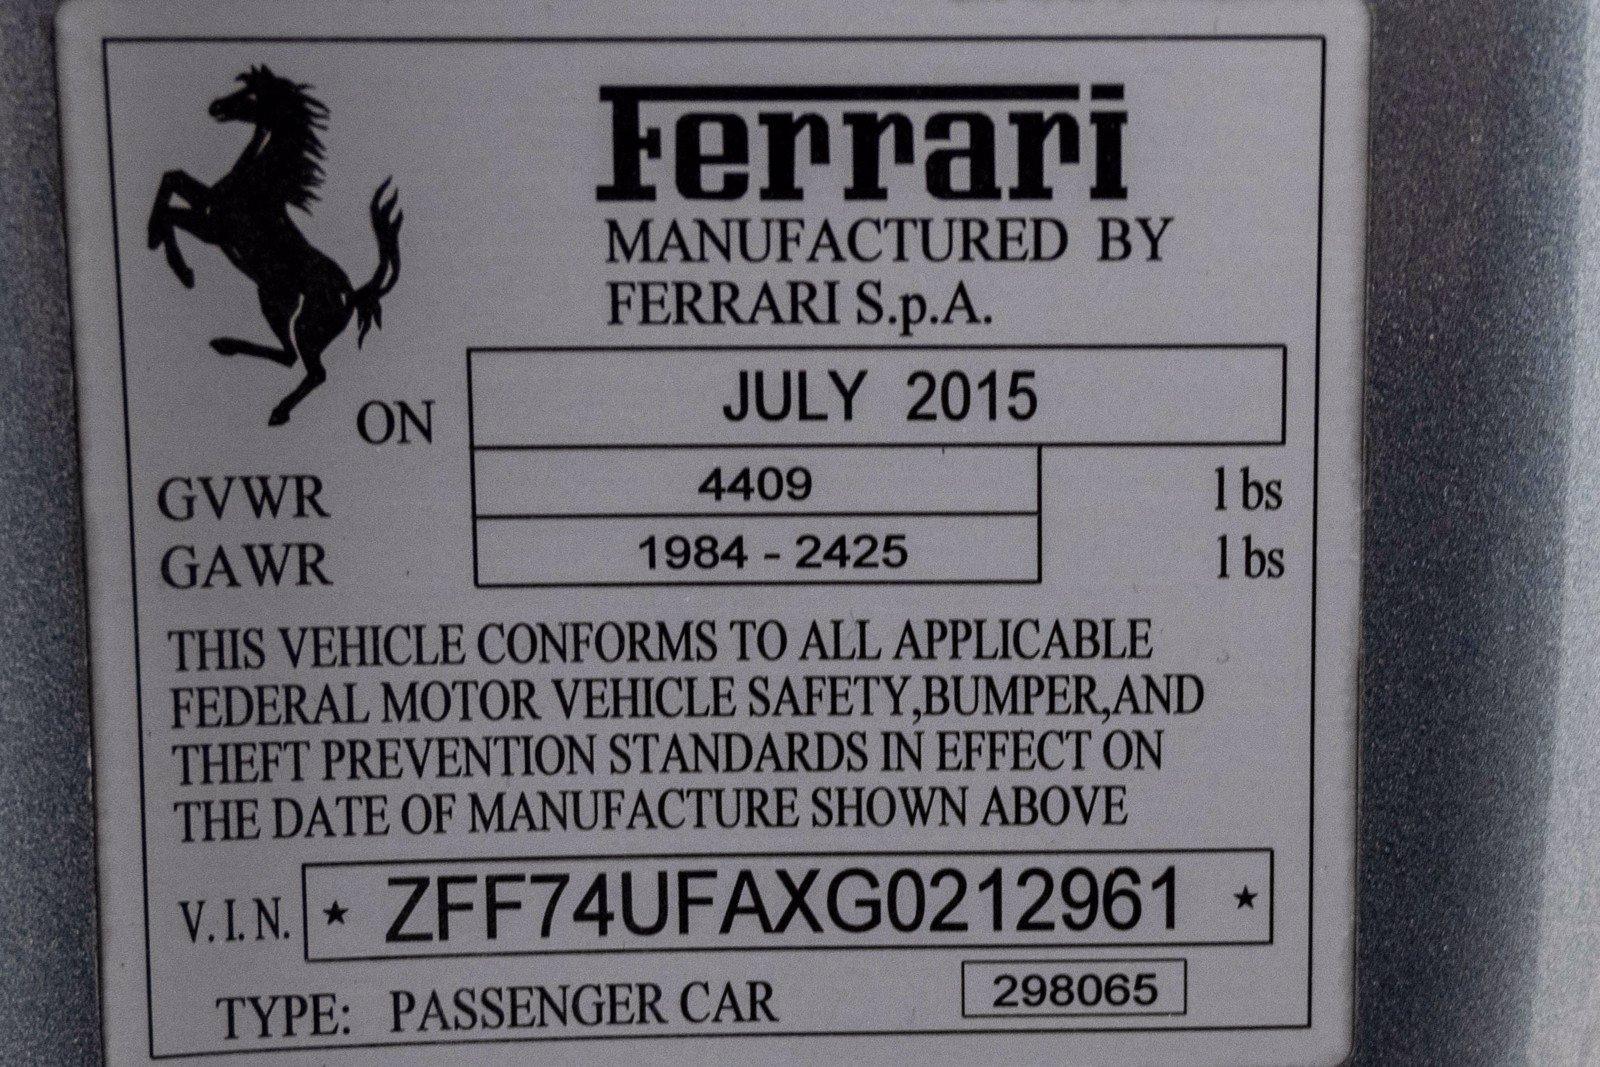 Ferrari
MANUFACTURED BY
FERRARI S.p.A.
ON JULY 2015
GVWR 4409 lbs
GAWR 1984 - 2425 lbs
THIS VEHICLE CONFORMS TO ALL APPLICABLE
FEDERAL MOTOR VEHICLE SAFETY,BUMPER,AND
THEFT PREVENTION STANDARDS IN EFFECT ON
THE DATE OF MANUFACTURE SHOWN ABOVE
V.I.N. ★ ZFF74UFAXG0212961 ★
TYPE: PASSENGER CAR 298065